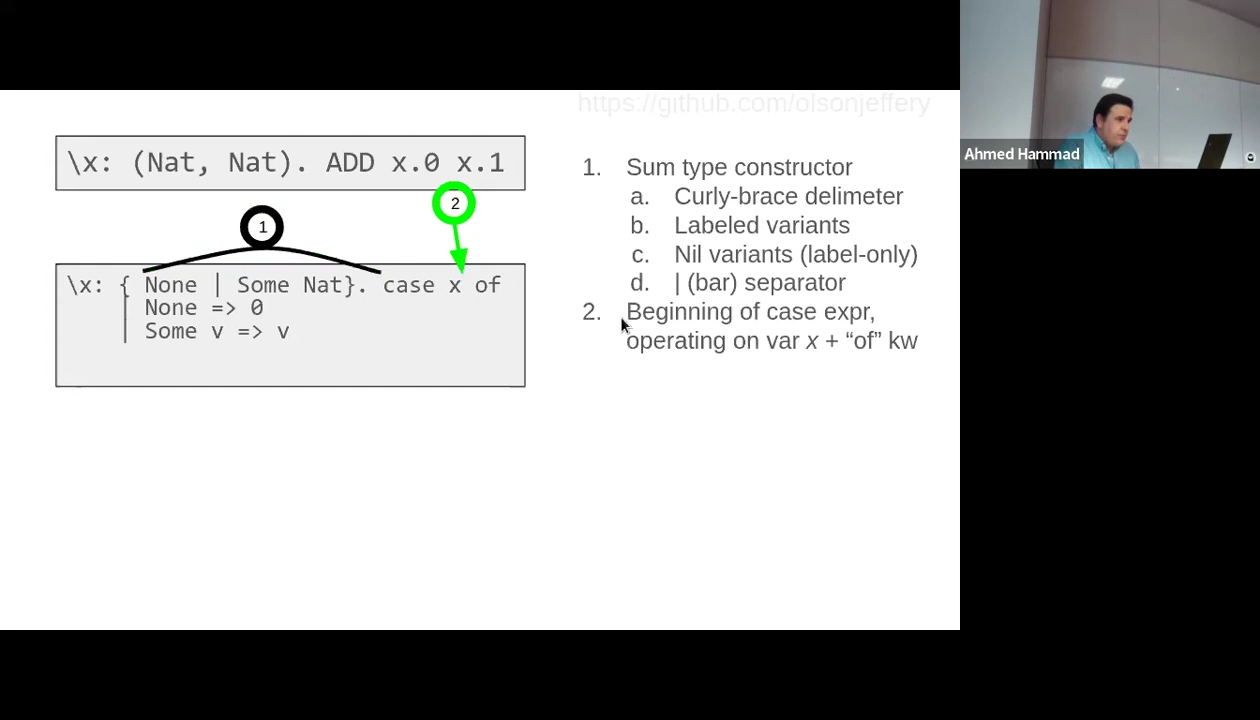 https://github.com/olsonjeffery
\x: (Nat, Nat). ADD x.0 x.1
2
1
\x: { None | Some Nat}. case x of
| None => 0
| Some v => v
1. Sum type constructor
a. Curly-brace delimeter
b. Labeled variants
c. Nil variants (label-only)
d. | (bar) separator
2. Beginning of case expr,
operating on var x + “of” kw
Ahmed Hammad